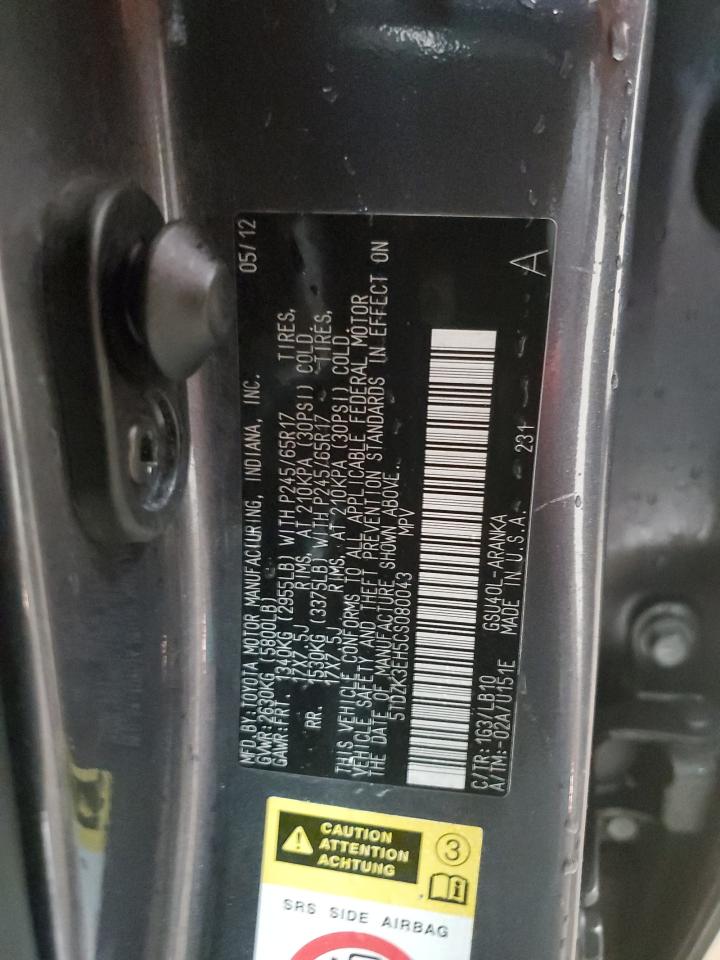 MFD.BY:TOYOTA MOTOR MANUFACTURING, INDIANA, INC. 05/12
GVWR:2630KG (5800LB)
GAWR:FRT. 1340KG (2955LB) WITH P245/65R17 TIRES,
17X7.5J RIMS, AT 210KPA (30PSI) COLD.
RR. 1530KG (3375LB) WITH P245/65R17 TIRES,
17X7.5J RIMS, AT 210KPA (30PSI) COLD.
THIS VEHICLE CONFORMS TO ALL APPLICABLE FEDERAL MOTOR
VEHICLE SAFETY AND THEFT PREVENTION STANDARDS IN EFFECT ON
THE DATE OF MANUFACTURE SHOWN ABOVE.
5TDZK3EH5CS080043 MPV
C/TR:1G3/LB10 GSU40L-ARANKA
A/TM:-02A/U151E MADE IN U.S.A. 231 A
CAUTION
ATTENTION
ACHTUNG
3
SRS SIDE AIRBAG